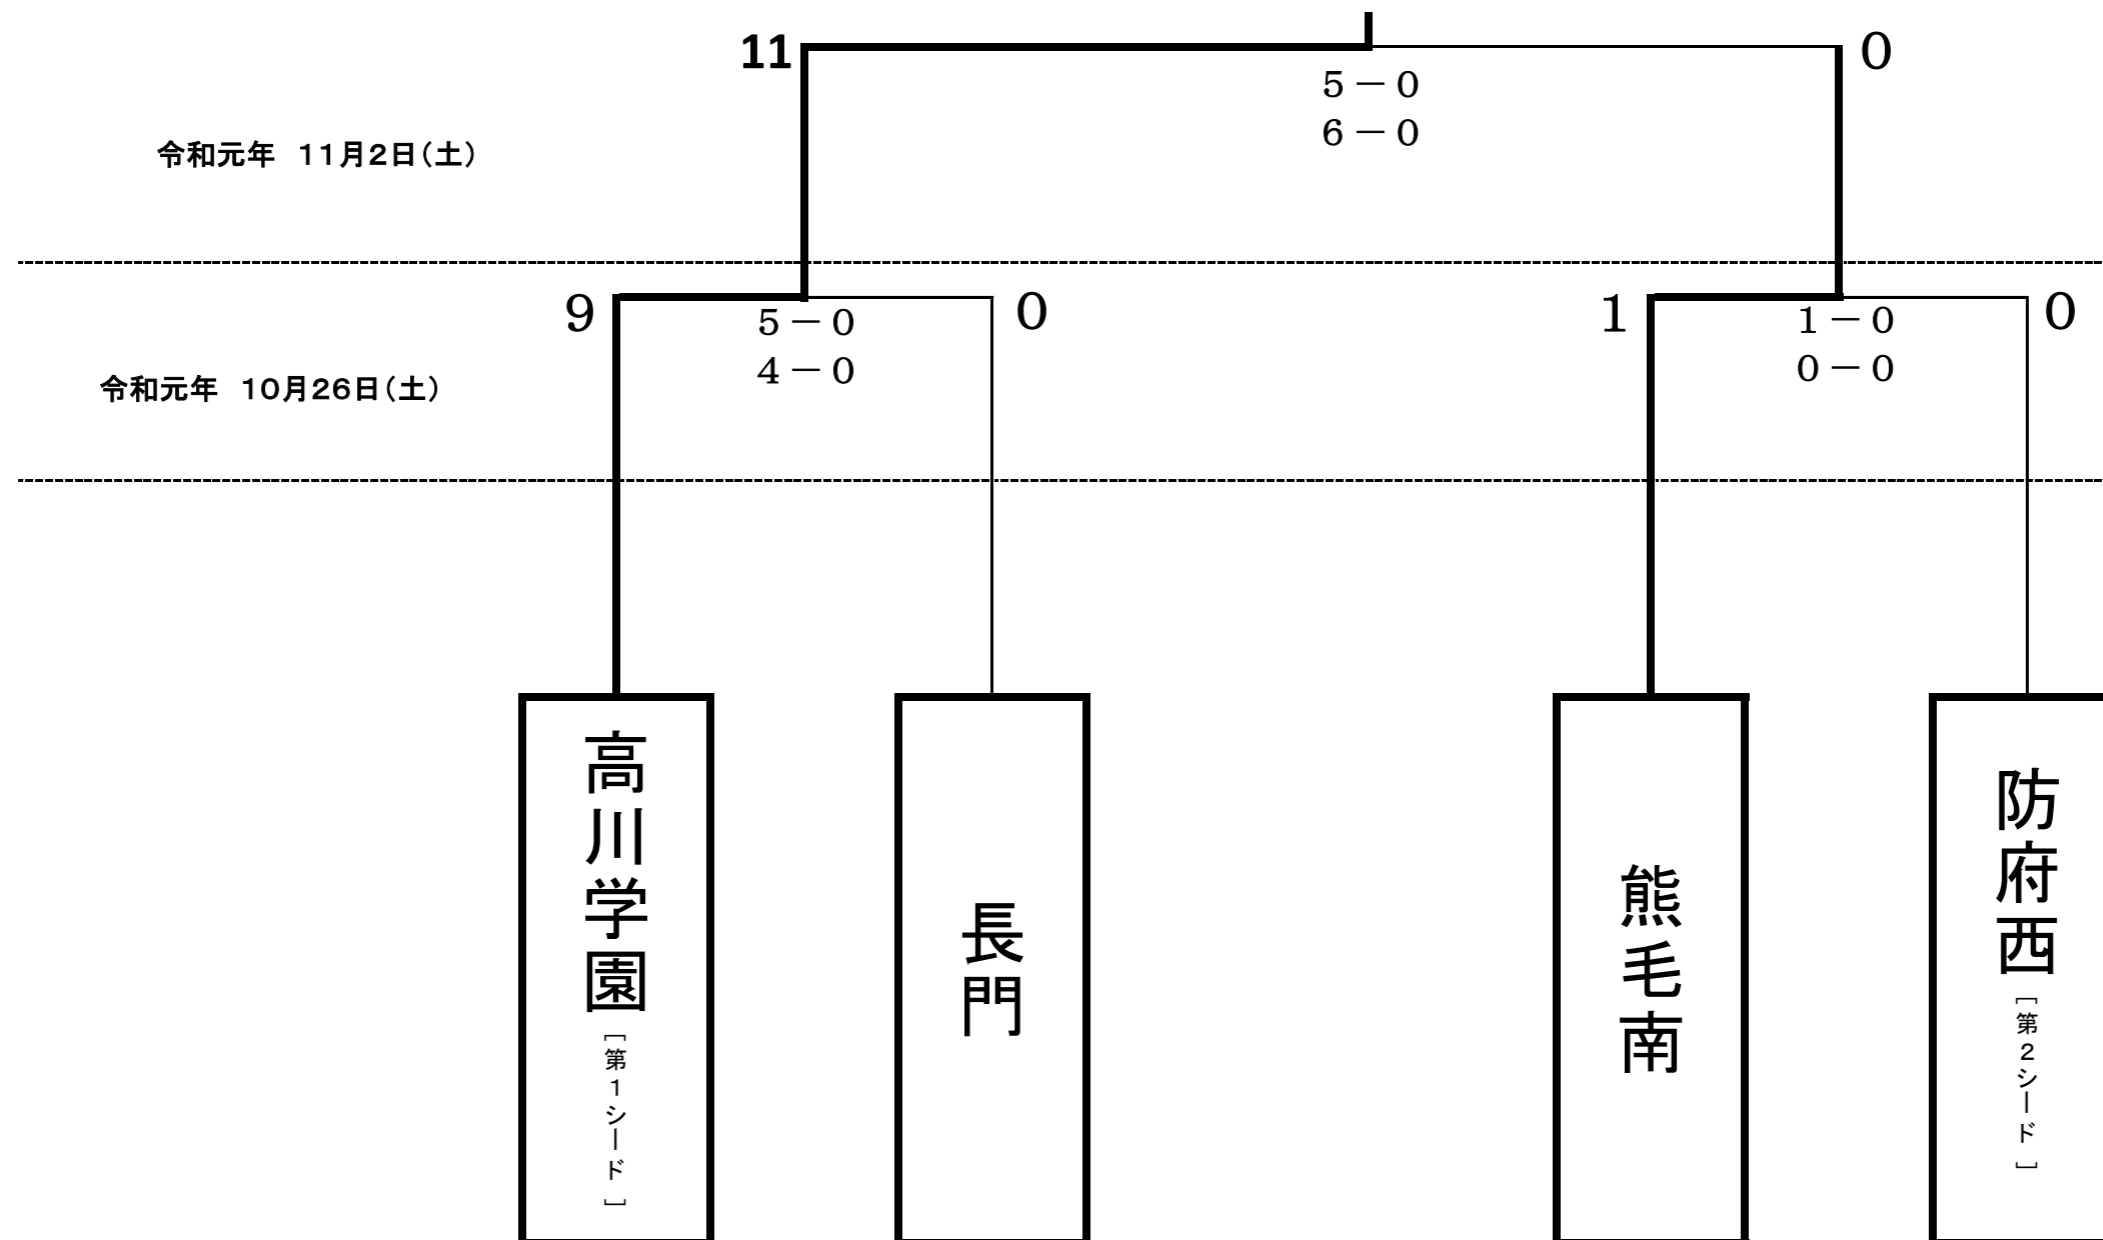 11
０
５－０
６－０
令和元年　11月2日（土）
９
５－０
４－０
０
１
１－０
０－０
０
令和元年　10月26日（土）
高川学園［第１シード］
長門
熊毛南
防府西［第２シード］